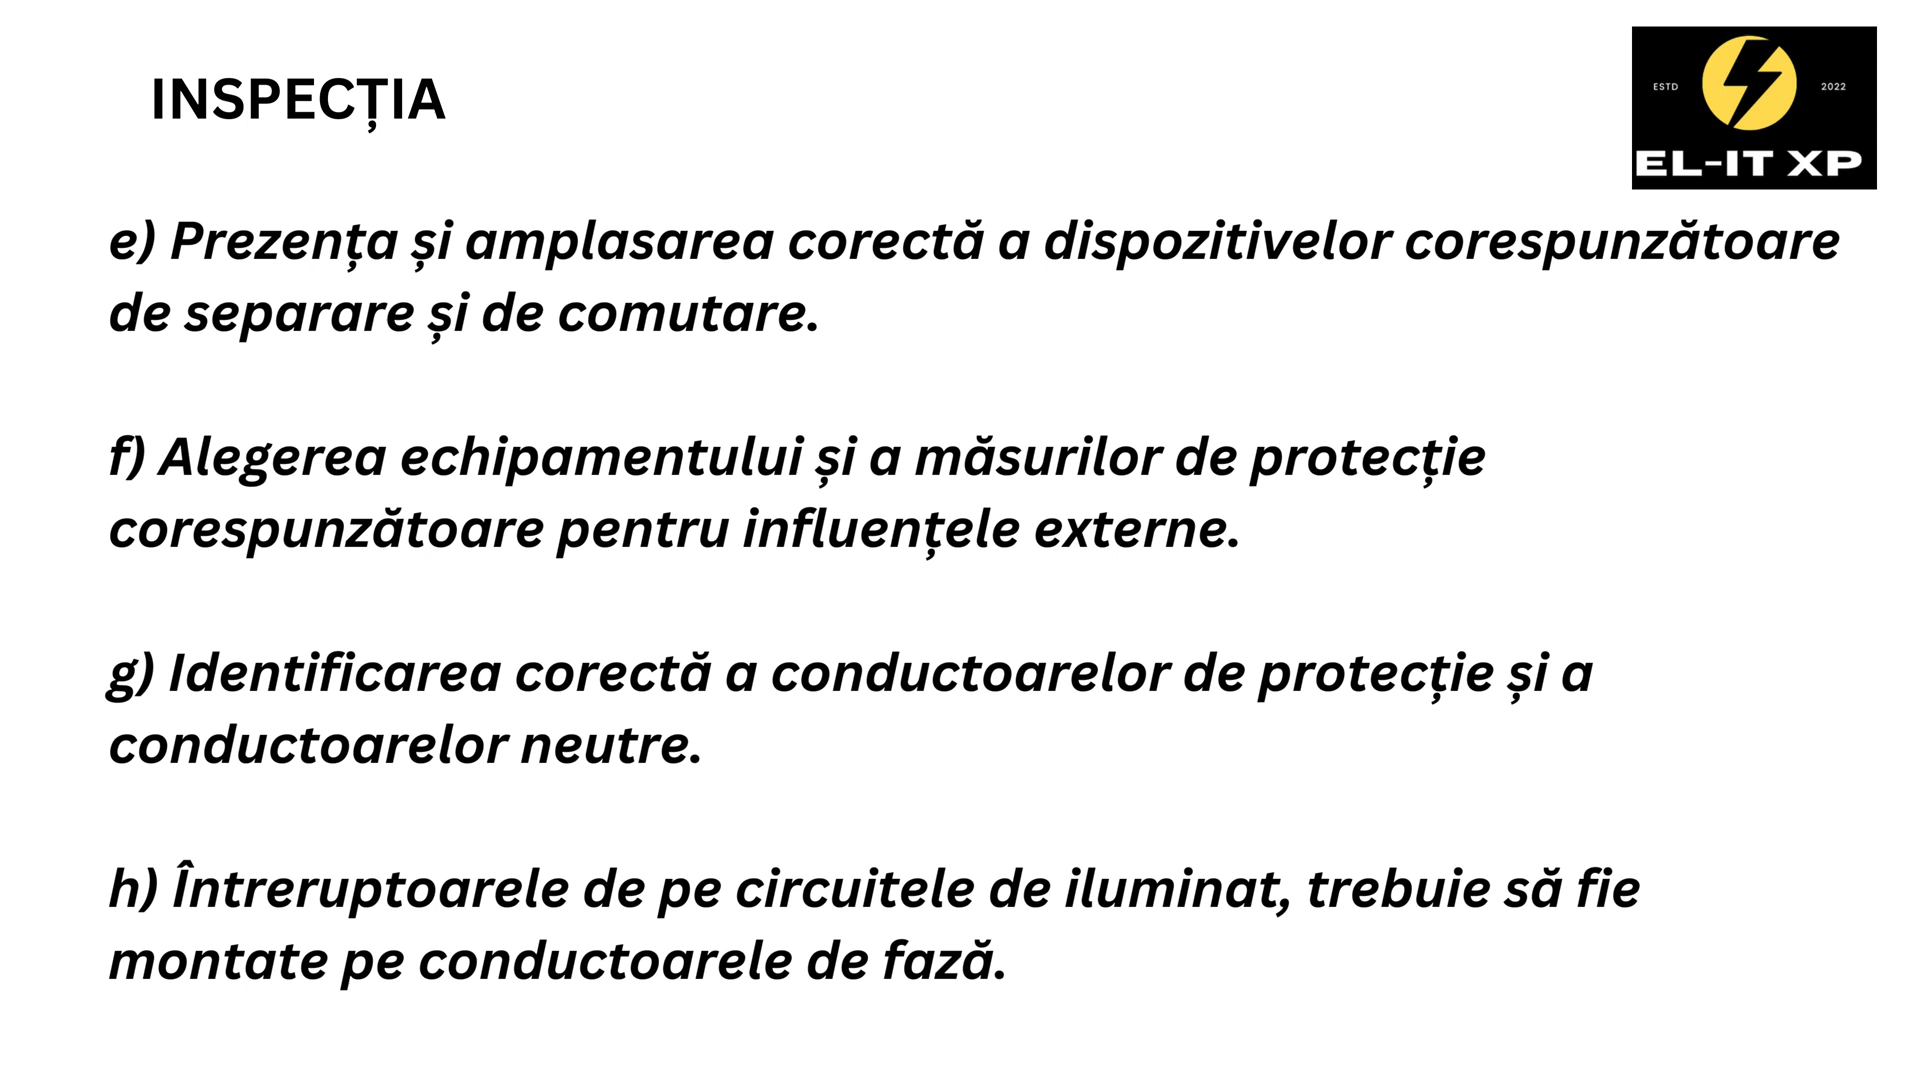 INSPECȚIA
ESTD
2022
EL-IT XP
e) Prezența și amplasarea corectă a dispozitivelor corespunzătoare
de separare și de comutare.
f) Alegerea echipamentului și a măsurilor de protecție
corespunzătoare pentru influențele externe.
g) Identificarea corectă a conductoarelor de protecție și a
conductoarelor neutre.
h) Întreruptoarele de pe circuitele de iluminat, trebuie să fie
montate pe conductoarele de fază.